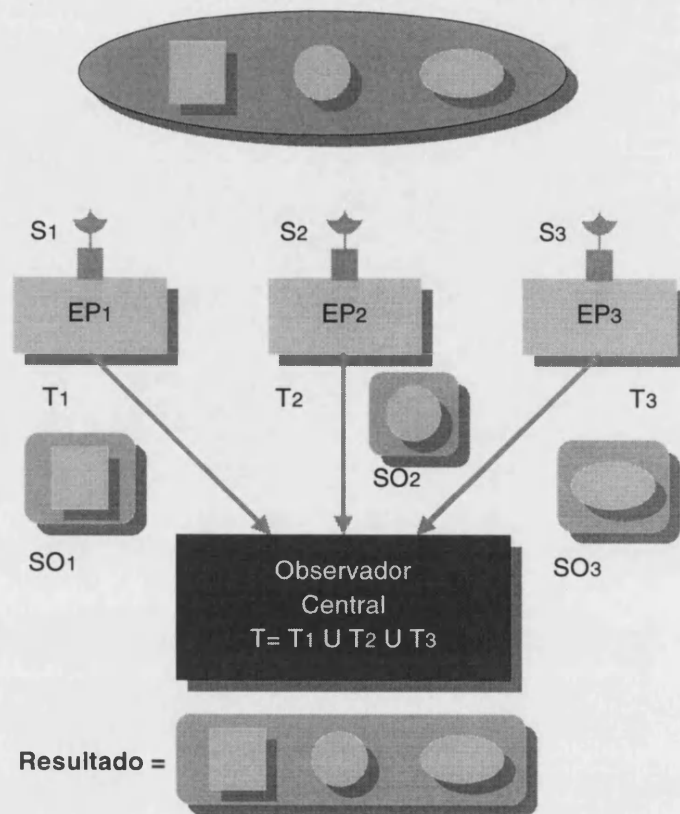 S1 S2 S3
EP1 EP2 EP3
T1 T2 T3
SO2
SO1 SO3
Observador
Central
T= T1 U T2 U T3
Resultado =